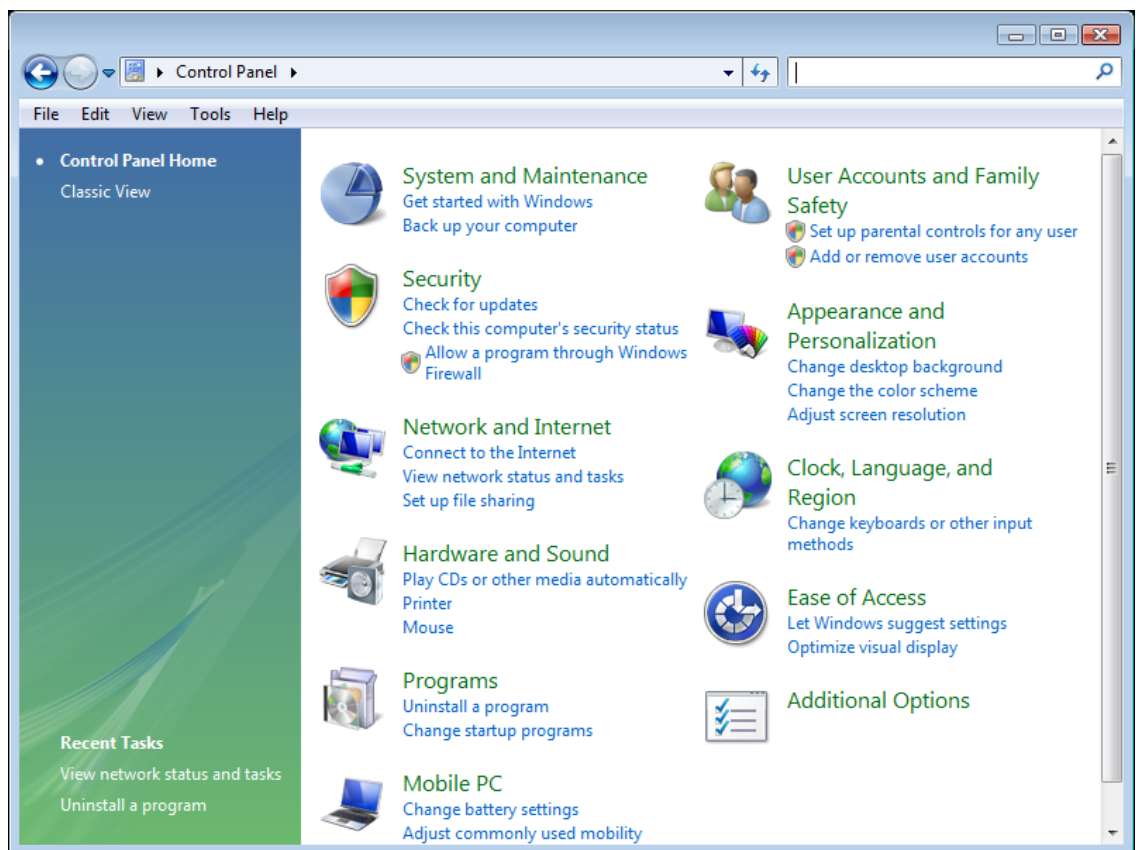 Control Panel
File Edit View Tools Help
Control Panel Home
Classic View
Recent Tasks
View network status and tasks
Uninstall a program
System and Maintenance
Get started with Windows
Back up your computer
Security
Check for updates
Check this computer's security status
Allow a program through Windows
Firewall
Network and Internet
Connect to the Internet
View network status and tasks
Set up file sharing
Hardware and Sound
Play CDs or other media automatically
Printer
Mouse
Programs
Uninstall a program
Change startup programs
Mobile PC
Change battery settings
Adjust commonly used mobility
User Accounts and Family
Safety
Set up parental controls for any user
Add or remove user accounts
Appearance and
Personalization
Change desktop background
Change the color scheme
Adjust screen resolution
Clock, Language, and
Region
Change keyboards or other input
methods
Ease of Access
Let Windows suggest settings
Optimize visual display
Additional Options